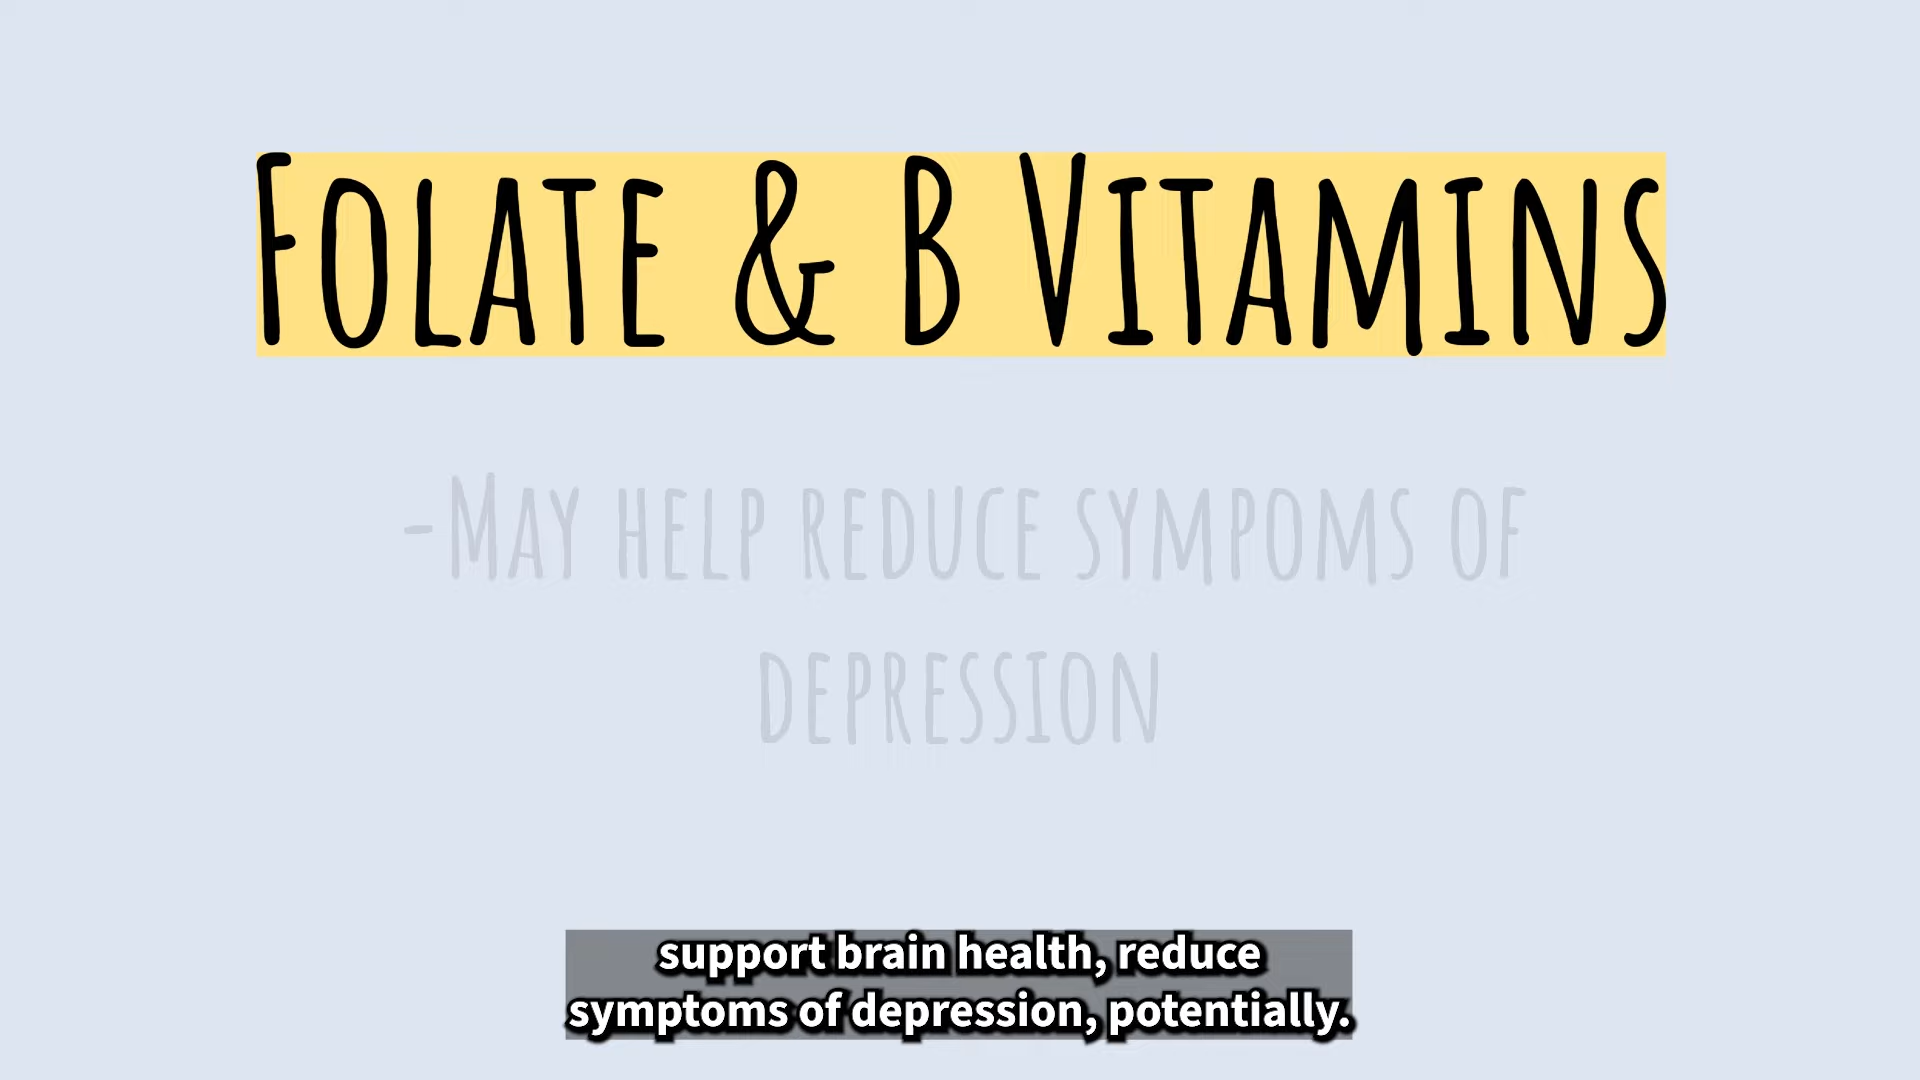 Folate & B Vitamins
-May help reduce sympoms of
depression
support brain health, reduce
symptoms of depression, potentially.